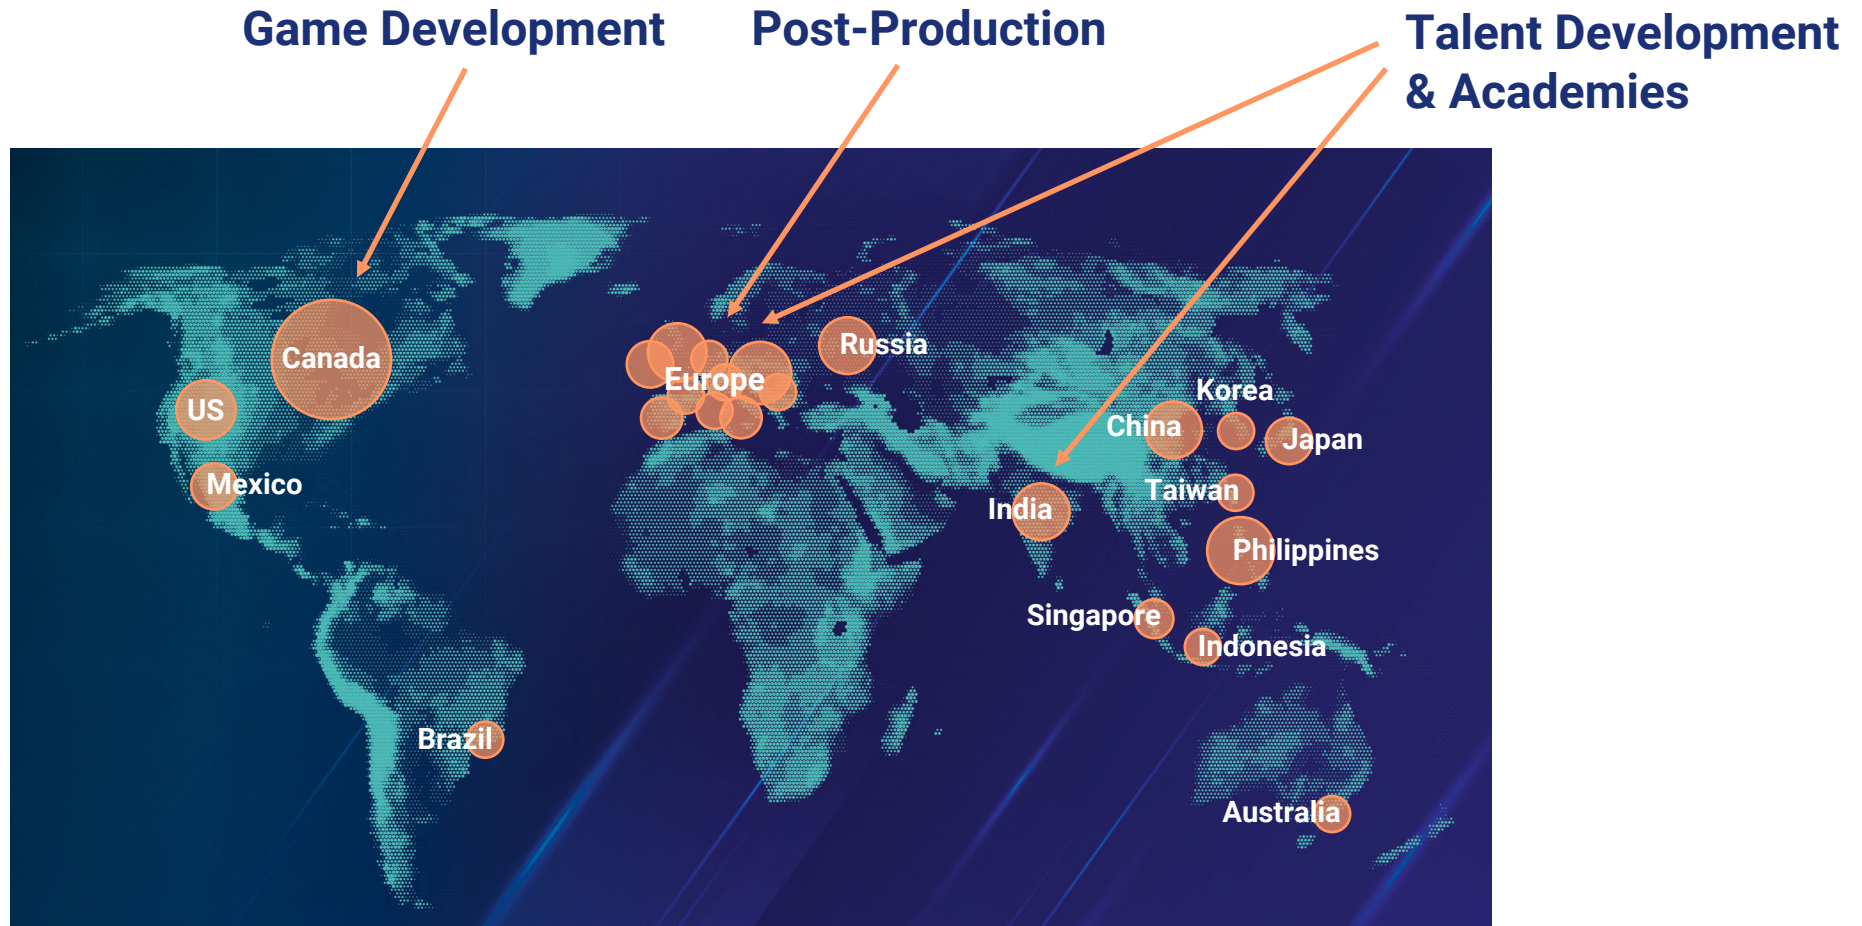 Game Development
Post-Production
Talent Development
& Academies
Canada
US
Mexico
Brazil
Europe
Russia
Korea
China
Japan
Taiwan
India
Philippines
Singapore
Indonesia
Australia